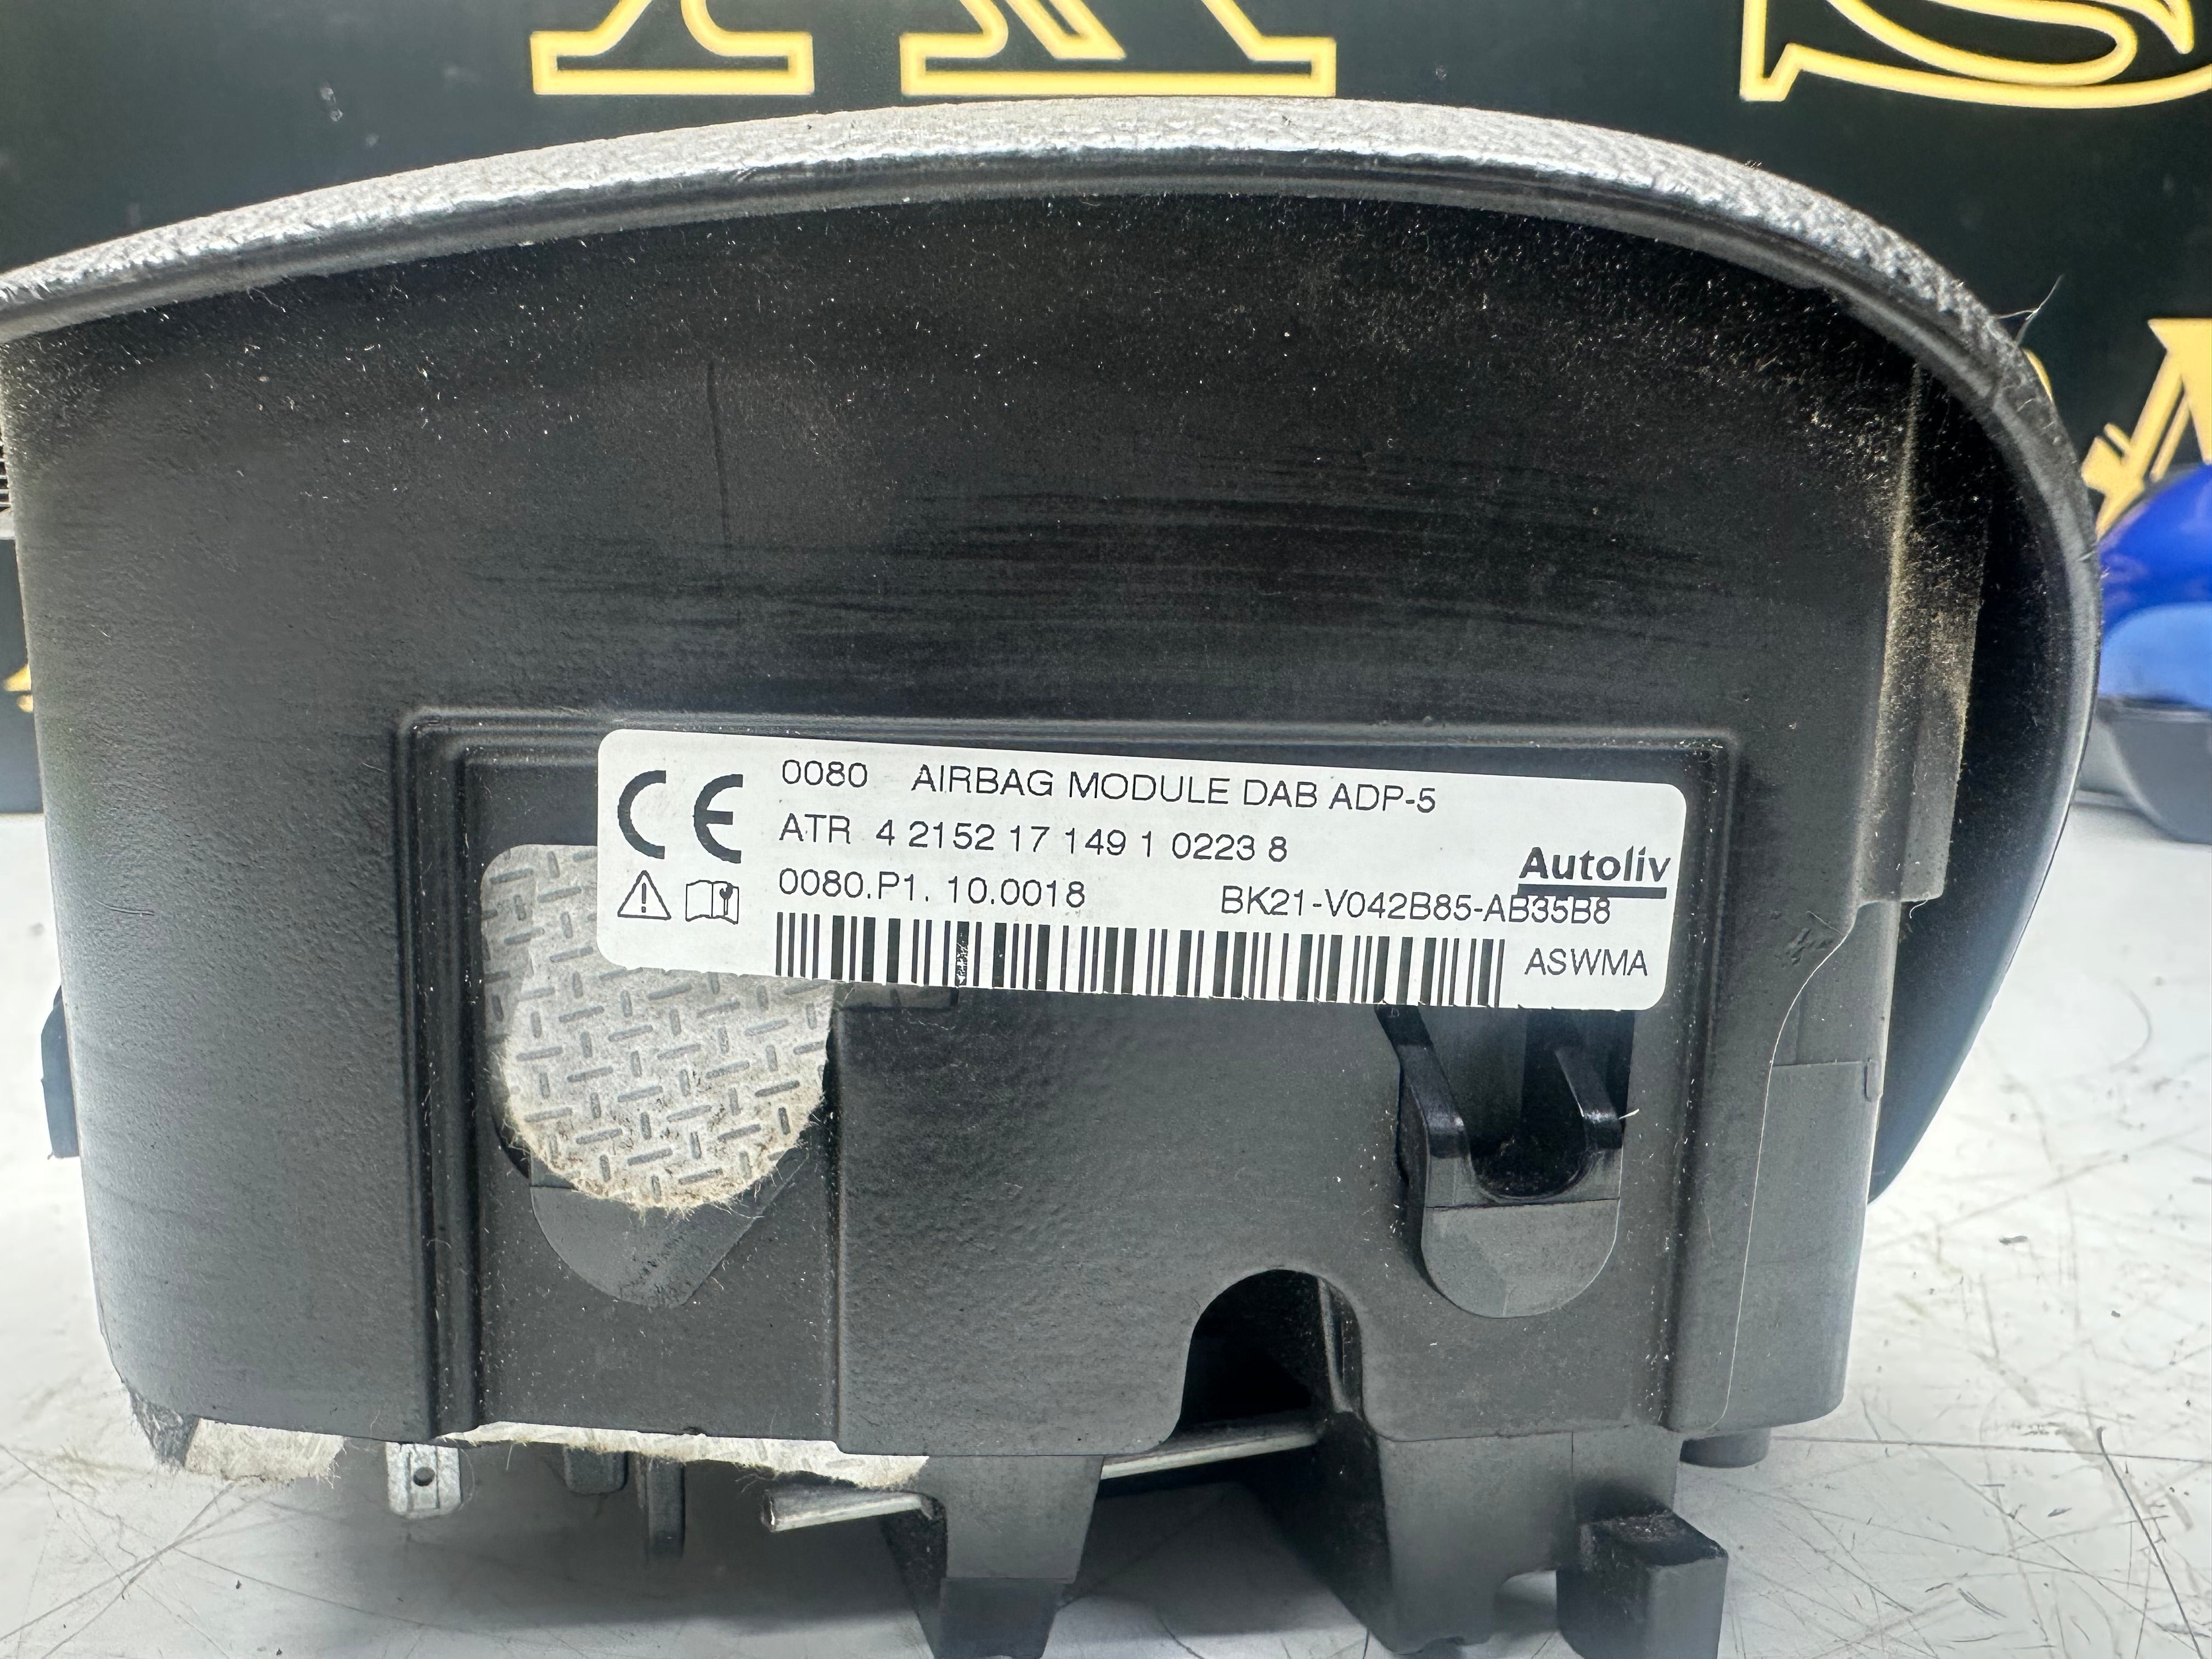 0080 AIRBAG MODULE DAB ADP-5
ATR 4 2152 17 149 1 0223 8
Autoliv
0080.P1. 10.0018 BK21-V042B85-AB35B8
ASWMA